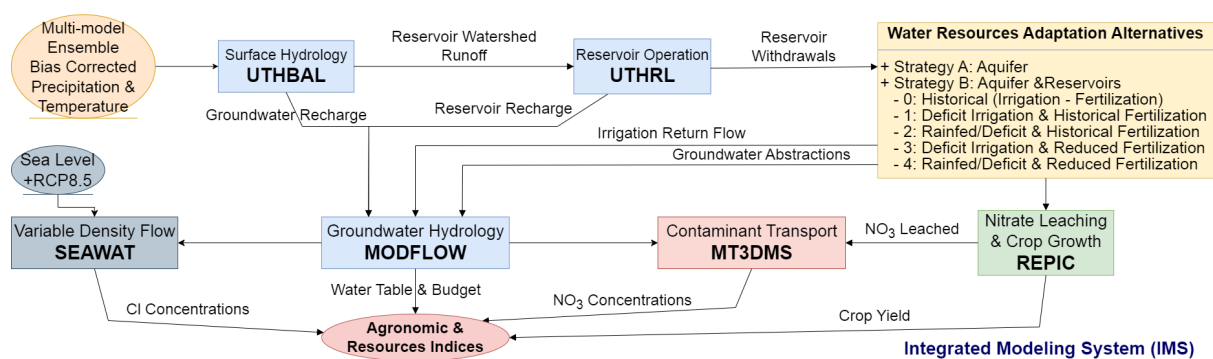 Multi-model
Ensemble
Bias Corrected
Precipitation &
Temperature
Surface Hydrology
UTHBAL
Reservoir Watershed
Runoff
Reservoir Operation
UTHRL
Reservoir
Withdrawals
Water Resources Adaptation Alternatives
+ Strategy A: Aquifer
+ Strategy B: Aquifer &Reservoirs
- 0: Historical (Irrigation - Fertilization)
- 1: Deficit Irrigation & Historical Fertilization
- 2: Rainfed/Deficit & Historical Fertilization
- 3: Deficit Irrigation & Reduced Fertilization
- 4: Rainfed/Deficit & Reduced Fertilization
Groundwater Recharge
Reservoir Recharge
Irrigation Return Flow
Groundwater Abstractions
Sea Level
+RCP8.5
Variable Density Flow
SEAWAT
Groundwater Hydrology
MODFLOW
Contaminant Transport
MT3DMS
NO3 Leached
Nitrate Leaching
& Crop Growth
REPIC
Cl Concentrations
Water Table & Budget
NO3 Concentrations
Crop Yield
Agronomic &
Resources Indices
Integrated Modeling System (IMS)